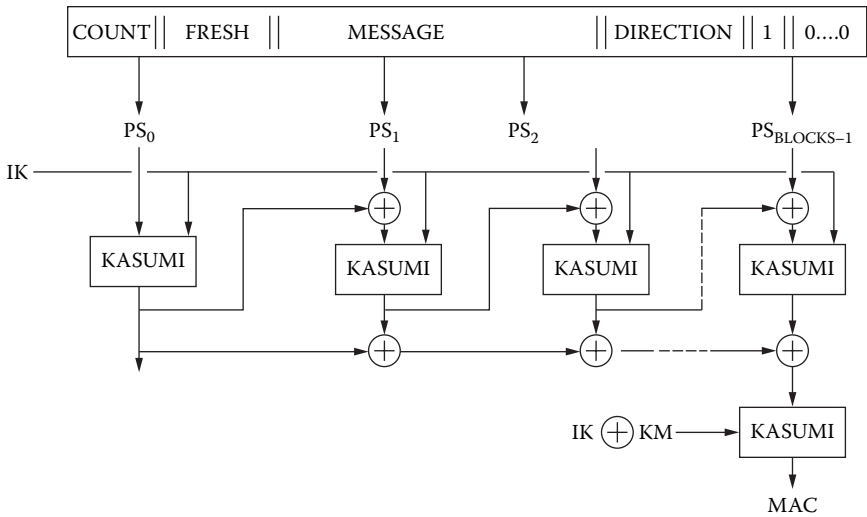 COUNT || FRESH || MESSAGE || DIRECTION || 1 || 0....0
PS0 PS1 PS2 PSBLOCKS–1
IK
KASUMI KASUMI KASUMI KASUMI
IK + KM KASUMI
MAC